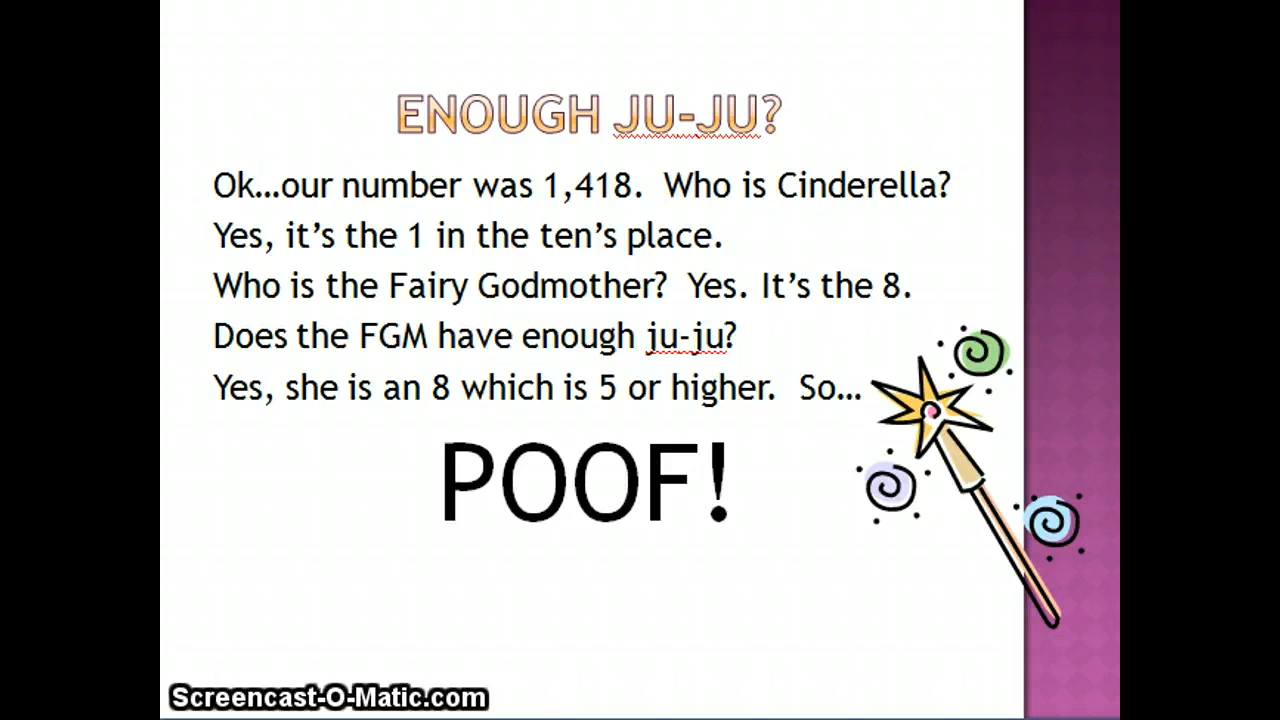 ENOUGH JU-JU?
Ok...our number was 1,418. Who is Cinderella?
Yes, it's the 1 in the ten's place.
Who is the Fairy Godmother? Yes. It's the 8.
Does the FGM have enough ju-ju?
Yes, she is an 8 which is 5 or higher. So...
POOF!
Screencast-O-Matic.com